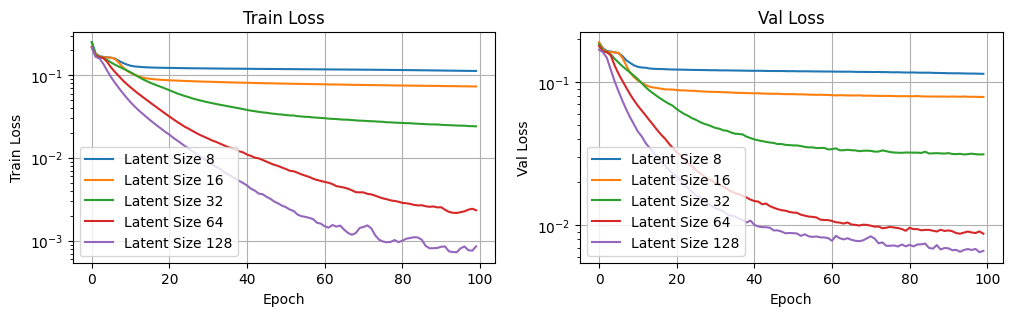 Train Loss
Train Loss
10⁻¹
10⁻²
10⁻³
Latent Size 8
Latent Size 16
Latent Size 32
Latent Size 64
Latent Size 128
0 20 40 60 80 100
Epoch
Val Loss
Val Loss
10⁻¹
10⁻²
Latent Size 8
Latent Size 16
Latent Size 32
Latent Size 64
Latent Size 128
0 20 40 60 80 100
Epoch